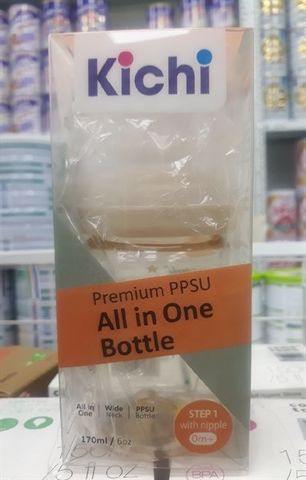 Kichi
Premium PPSU
All in One
Bottle
All in One
Wide Neck
PPSU Bottle
170ml / 6oz
STEP 1
with nipple
0m+
BPA